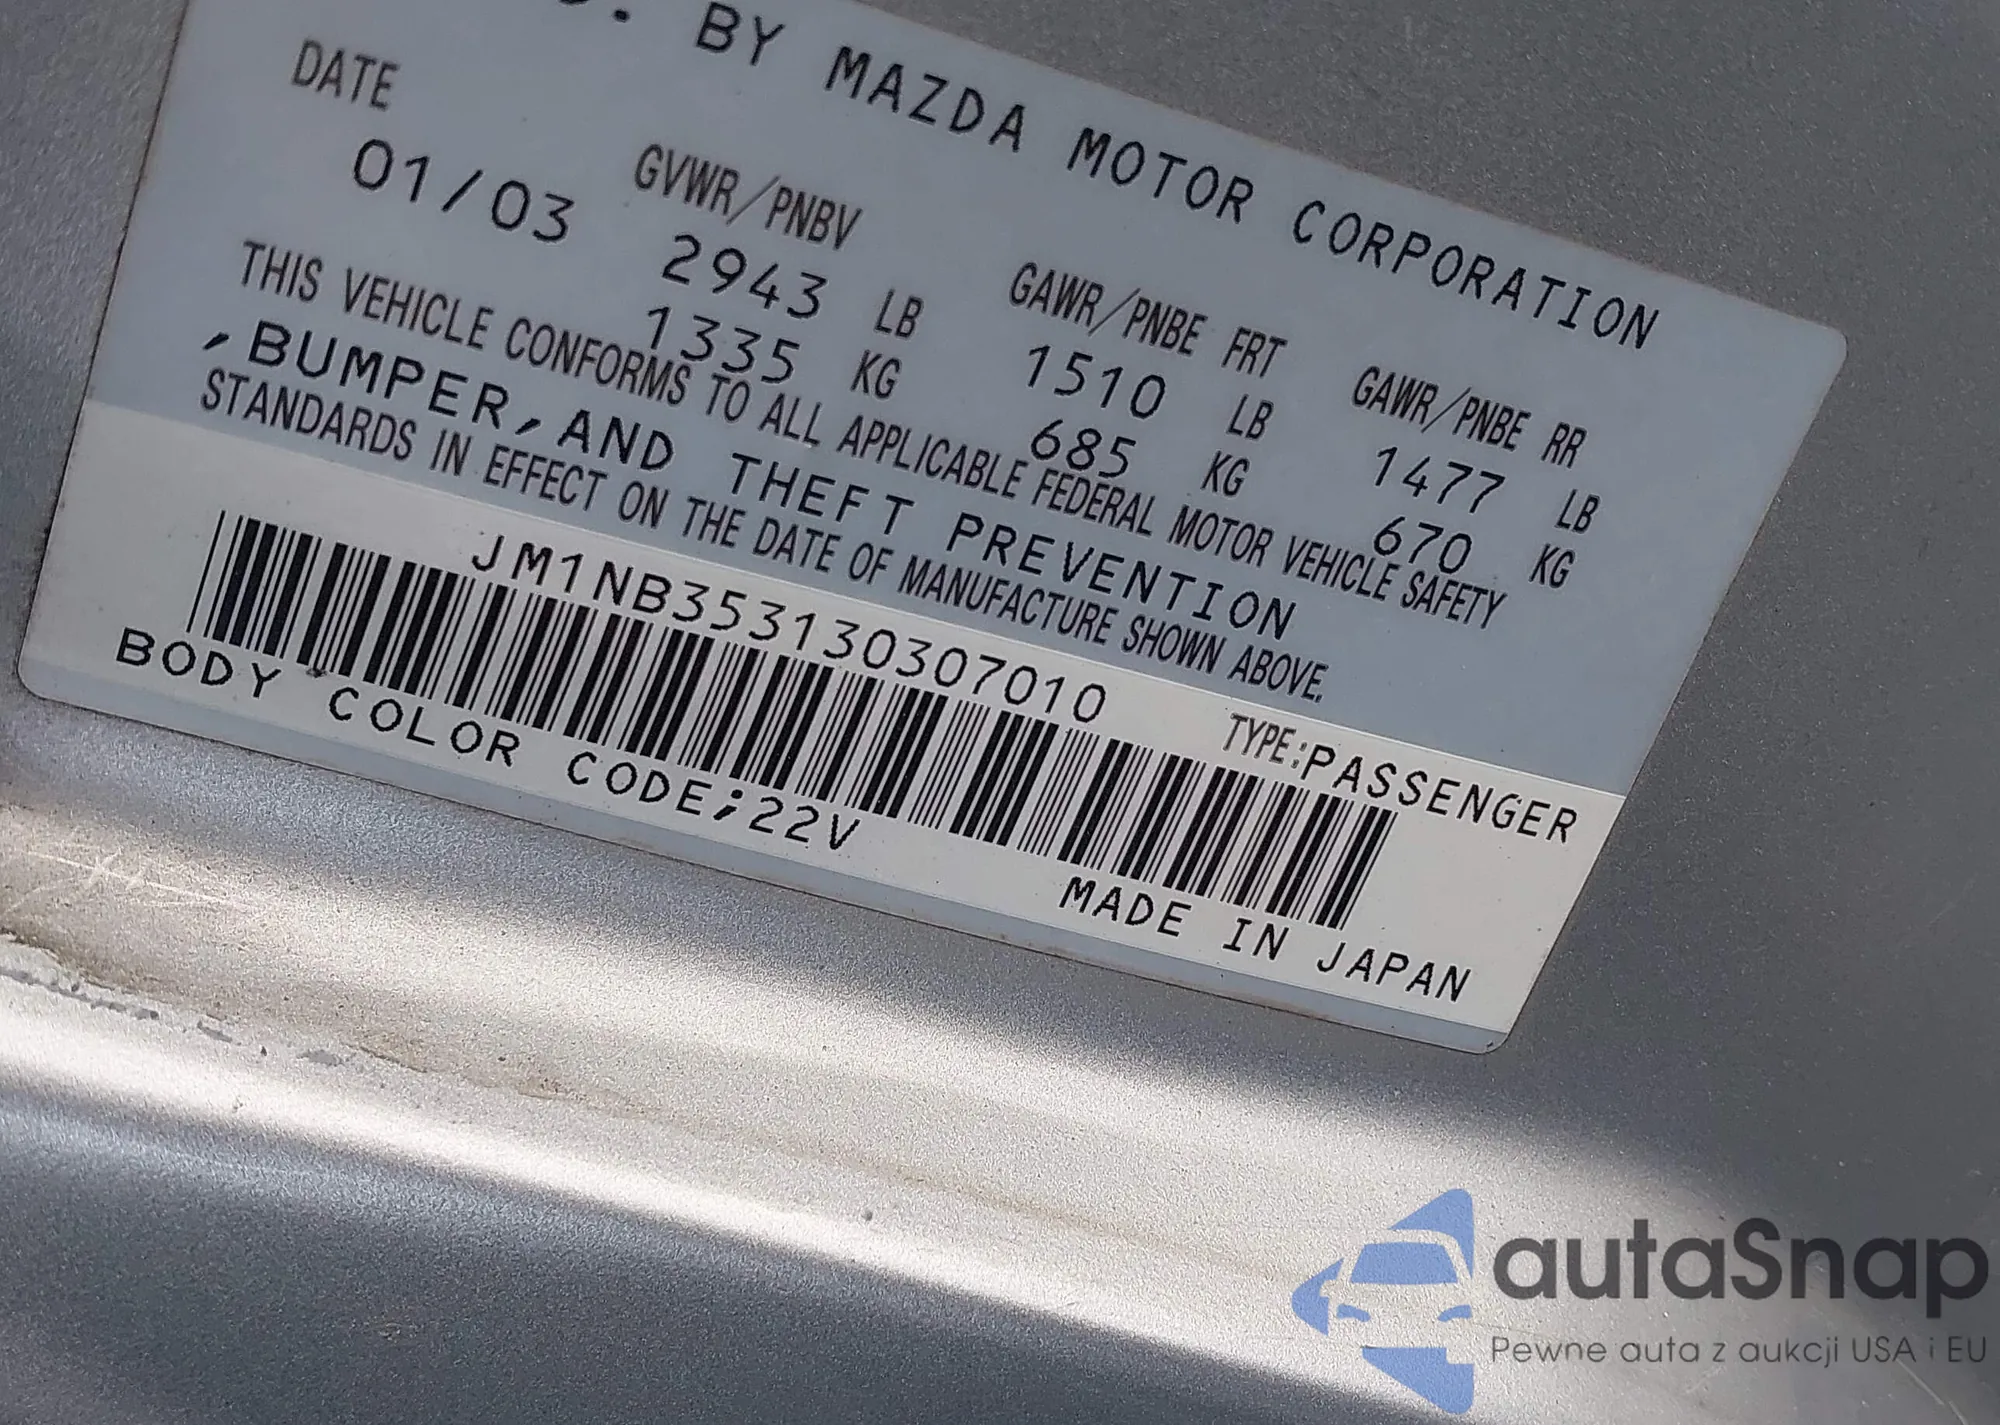 BY MAZDA MOTOR CORPORATION
DATE GVWR/PNBV GAWR/PNBE FRT GAWR/PNBE RR
01/03 2943 LB 1510 LB 1477 LB
1335 KG 685 KG 670 KG
THIS VEHICLE CONFORMS TO ALL APPLICABLE FEDERAL MOTOR VEHICLE SAFETY
,BUMPER,AND THEFT PREVENTION
STANDARDS IN EFFECT ON THE DATE OF MANUFACTURE SHOWN ABOVE.
JM1NB353130307010 TYPE:PASSENGER
BODY COLOR CODE;22V
MADE IN JAPAN
autaSnap
Pewne auta z aukcji USA i EU